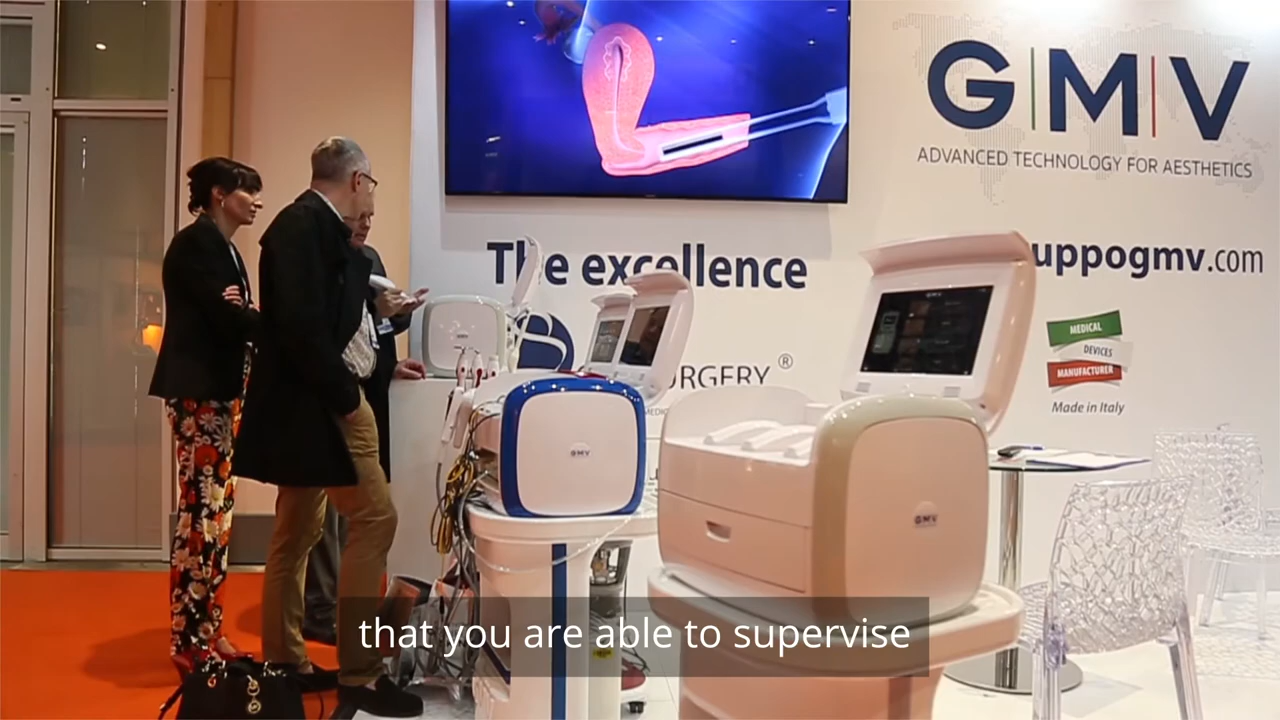 G|M|V
ADVANCED TECHNOLOGY FOR AESTHETICS
The excellence
uppogmv.com
URGERY®
MEDICAL
DEVICES
MANUFACTURER
Made in Italy
GMV
GMV
that you are able to supervise